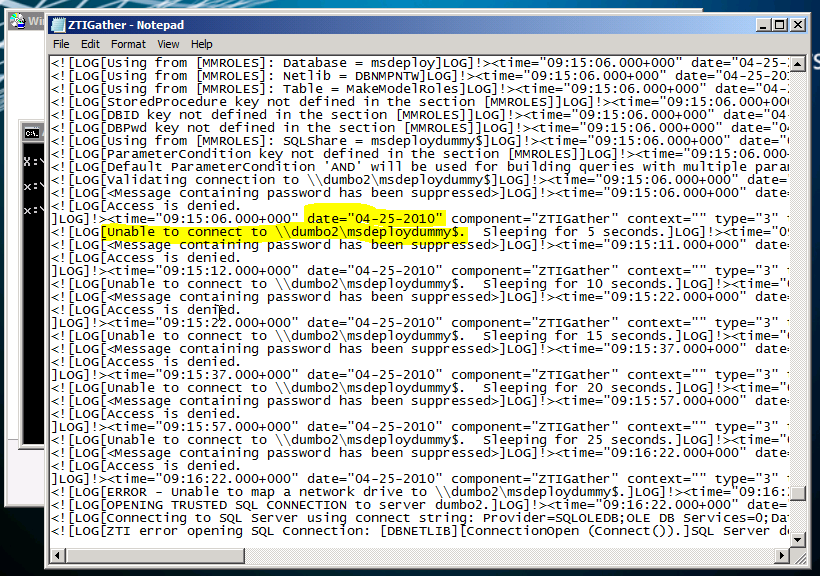 Win
ZTIGather - Notepad
File Edit Format View Help
<![LOG[Using from [MMROLES]: Database = msdeploy]LOG]!><time="09:15:06.000+000" date="04-25-2
<![LOG[Using from [MMROLES]: Netlib = DBNMPNTW]LOG]!><time="09:15:06.000+000" date="04-25-201
<![LOG[Using from [MMROLES]: Table = MakeModelRoles]LOG]!><time="09:15:06.000+000" date="04-2
<![LOG[StoredProcedure key not defined in the section [MMROLES]]LOG]!><time="09:15:06.000+000
<![LOG[DBID key not defined in the section [MMROLES]]LOG]!><time="09:15:06.000+000" date="04-
<![LOG[DBPwd key not defined in the section [MMROLES]]LOG]!><time="09:15:06.000+000" date="04
<![LOG[Using from [MMROLES]: SQLShare = msdeploydummy$]LOG]!><time="09:15:06.000+000" date="0
<![LOG[ParameterCondition key not defined in the section [MMROLES]]LOG]!><time="09:15:06.000+
<![LOG[Default ParameterCondition 'AND' will be used for building queries with multiple param
<![LOG[Validating connection to \\dumbo2\msdeploydummy$]LOG]!><time="09:15:06.000+000" date="
<![LOG[<Message containing password has been suppressed>]LOG]!><time="09:15:06.000+000" date=
<![LOG[Access is denied.
]LOG]!><time="09:15:06.000+000" date="04-25-2010" component="ZTIGather" context="" type="3" t
<![LOG[Unable to connect to \\dumbo2\msdeploydummy$.  Sleeping for 5 seconds.]LOG]!><time="09
<![LOG[<Message containing password has been suppressed>]LOG]!><time="09:15:11.000+000" date=
<![LOG[Access is denied.
]LOG]!><time="09:15:12.000+000" date="04-25-2010" component="ZTIGather" context="" type="3" t
<![LOG[Unable to connect to \\dumbo2\msdeploydummy$.  Sleeping for 10 seconds.]LOG]!><time="0
<![LOG[<Message containing password has been suppressed>]LOG]!><time="09:15:22.000+000" date=
<![LOG[Access is denied.
]LOG]!><time="09:15:22.000+000" date="04-25-2010" component="ZTIGather" context="" type="3" t
<![LOG[Unable to connect to \\dumbo2\msdeploydummy$.  Sleeping for 15 seconds.]LOG]!><time="0
<![LOG[<Message containing password has been suppressed>]LOG]!><time="09:15:37.000+000" date=
<![LOG[Access is denied.
]LOG]!><time="09:15:37.000+000" date="04-25-2010" component="ZTIGather" context="" type="3" t
<![LOG[Unable to connect to \\dumbo2\msdeploydummy$.  Sleeping for 20 seconds.]LOG]!><time="0
<![LOG[<Message containing password has been suppressed>]LOG]!><time="09:15:57.000+000" date=
<![LOG[Access is denied.
]LOG]!><time="09:15:57.000+000" date="04-25-2010" component="ZTIGather" context="" type="3" t
<![LOG[Unable to connect to \\dumbo2\msdeploydummy$.  Sleeping for 25 seconds.]LOG]!><time="0
<![LOG[<Message containing password has been suppressed>]LOG]!><time="09:16:22.000+000" date=
<![LOG[Access is denied.
]LOG]!><time="09:16:22.000+000" date="04-25-2010" component="ZTIGather" context="" type="3" t
<![LOG[ERROR - Unable to map a network drive to \\dumbo2\msdeploydummy$.]LOG]!><time="09:16:
<![LOG[OPENING TRUSTED SQL CONNECTION to server dumbo2.]LOG]!><time="09:16:22.000+000" date=
<![LOG[Connecting to SQL Server using connect string: Provider=SQLOLEDB;OLE DB Services=0;Dat
<![LOG[ZTI error opening SQL Connection: [DBNETLIB][ConnectionOpen (Connect()).]SQL Server do